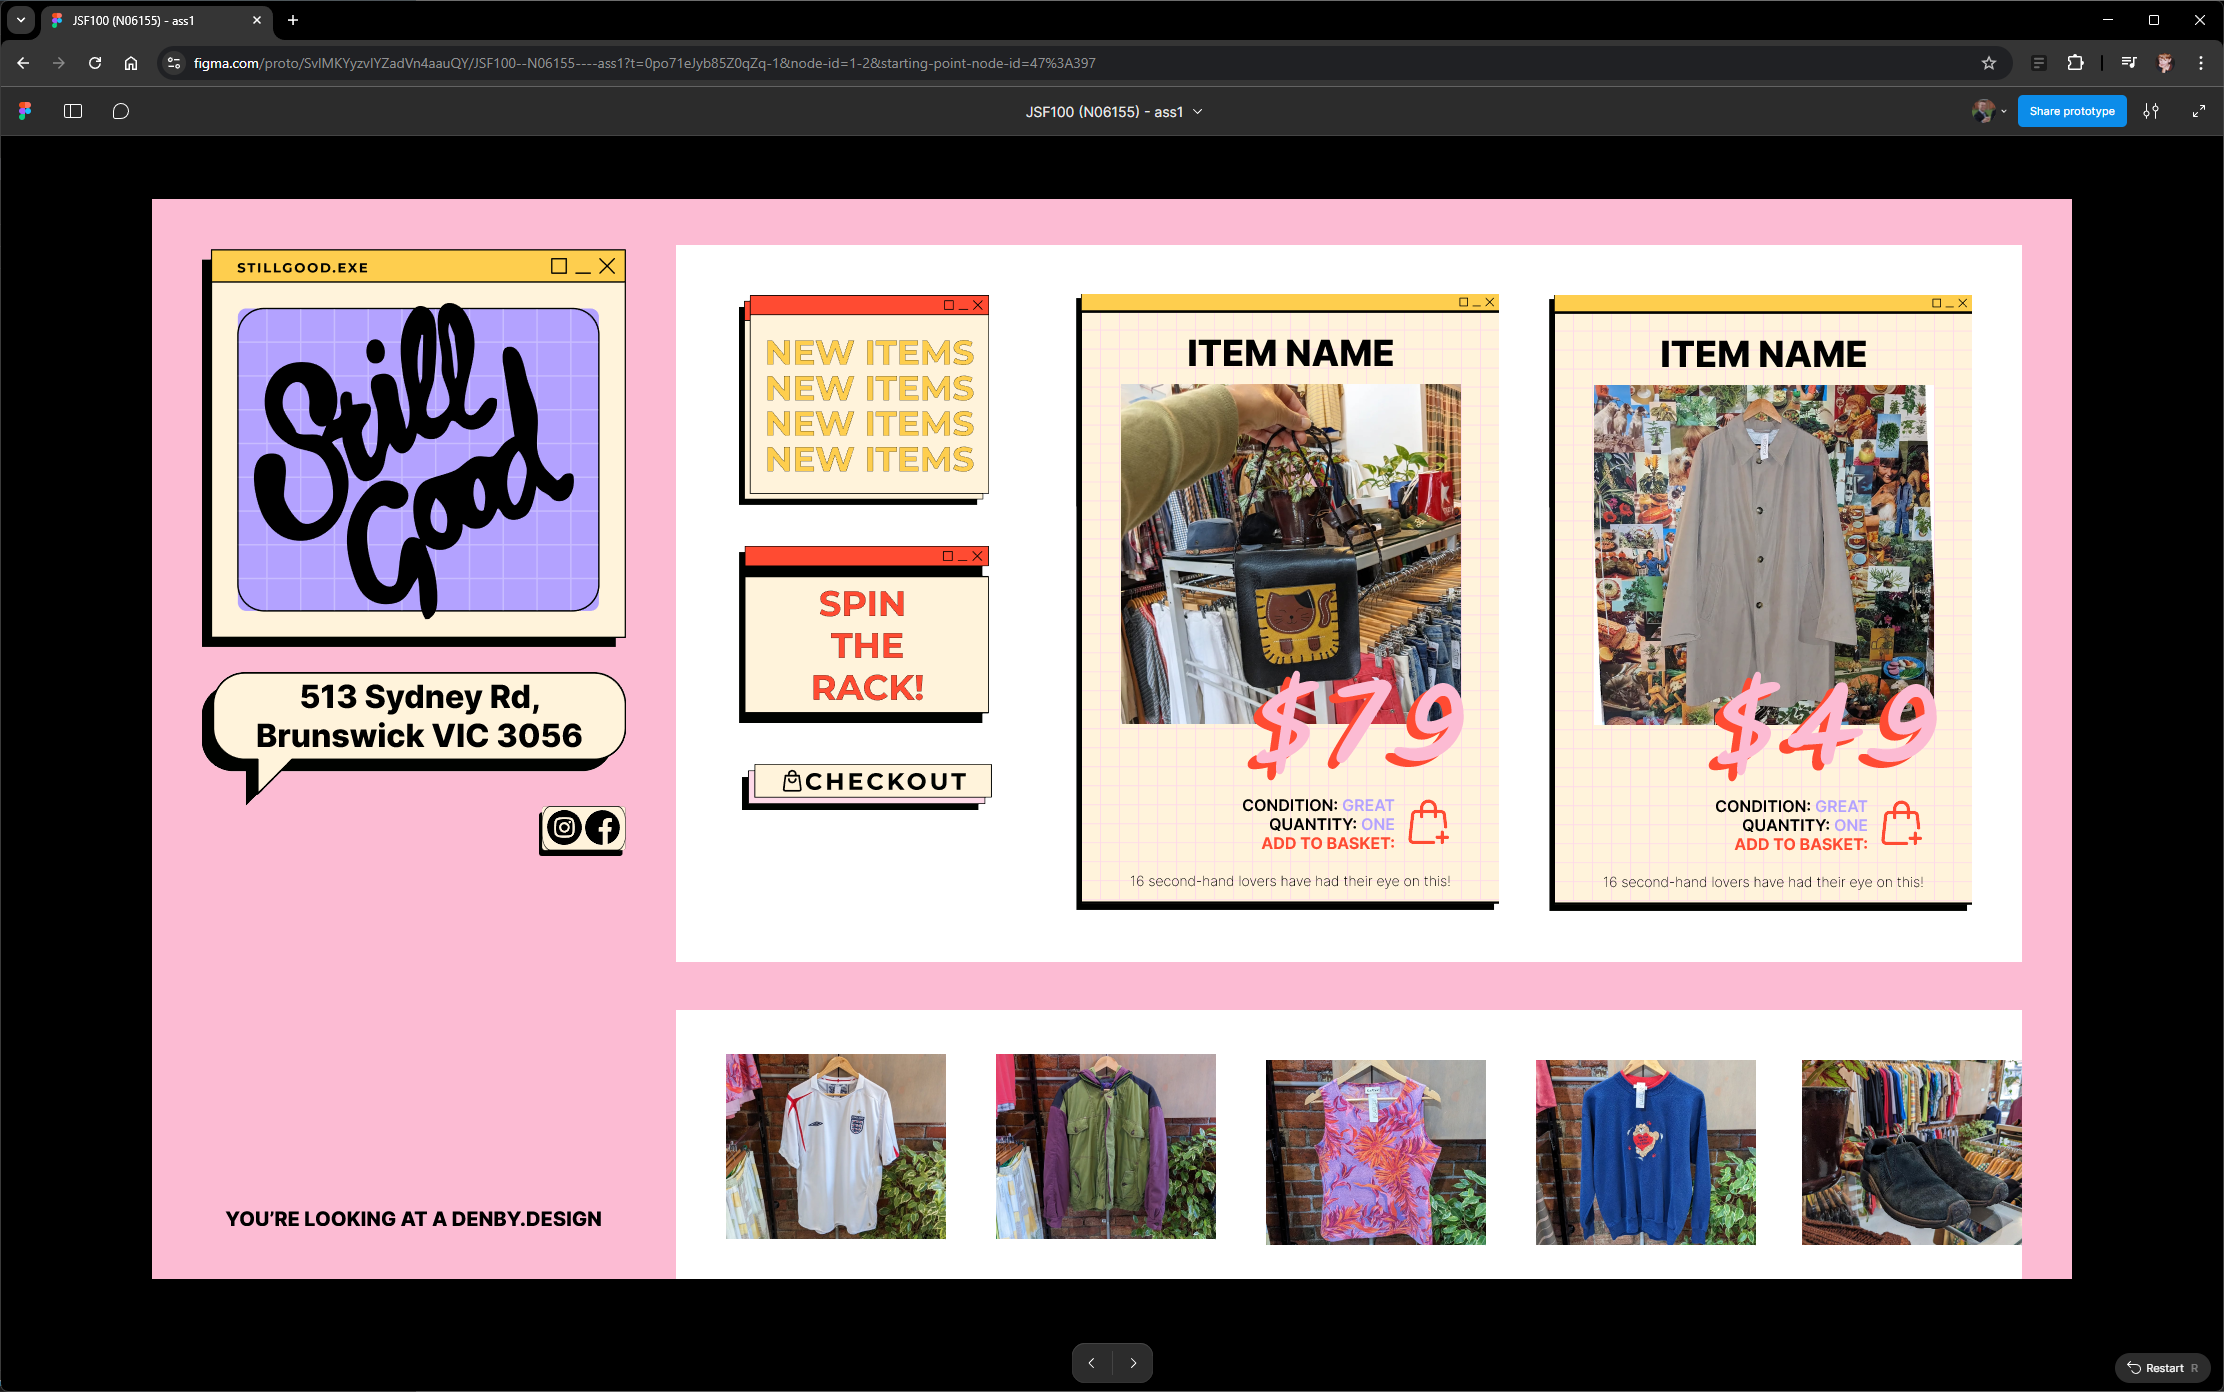 JSF100 (N06155) - ass1
figma.com/proto/SvIMKYyzvIYZadVn4aauQY/JSF100--N06155----ass1?t=0po71eJyb85Z0qZq-1&node-id=1-2&starting-point-node-id=47%3A397
JSF100 (N06155) - ass1
Share prototype
STILLGOOD.EXE
Still
Good
513 Sydney Rd,
Brunswick VIC 3056
YOU’RE LOOKING AT A DENBY.DESIGN
NEW ITEMS
NEW ITEMS
NEW ITEMS
NEW ITEMS
SPIN
THE
RACK!
CHECKOUT
ITEM NAME
$79
CONDITION: GREAT
QUANTITY: ONE
ADD TO BASKET:
16 second-hand lovers have had their eye on this!
ITEM NAME
$49
CONDITION: GREAT
QUANTITY: ONE
ADD TO BASKET:
16 second-hand lovers have had their eye on this!
Restart R